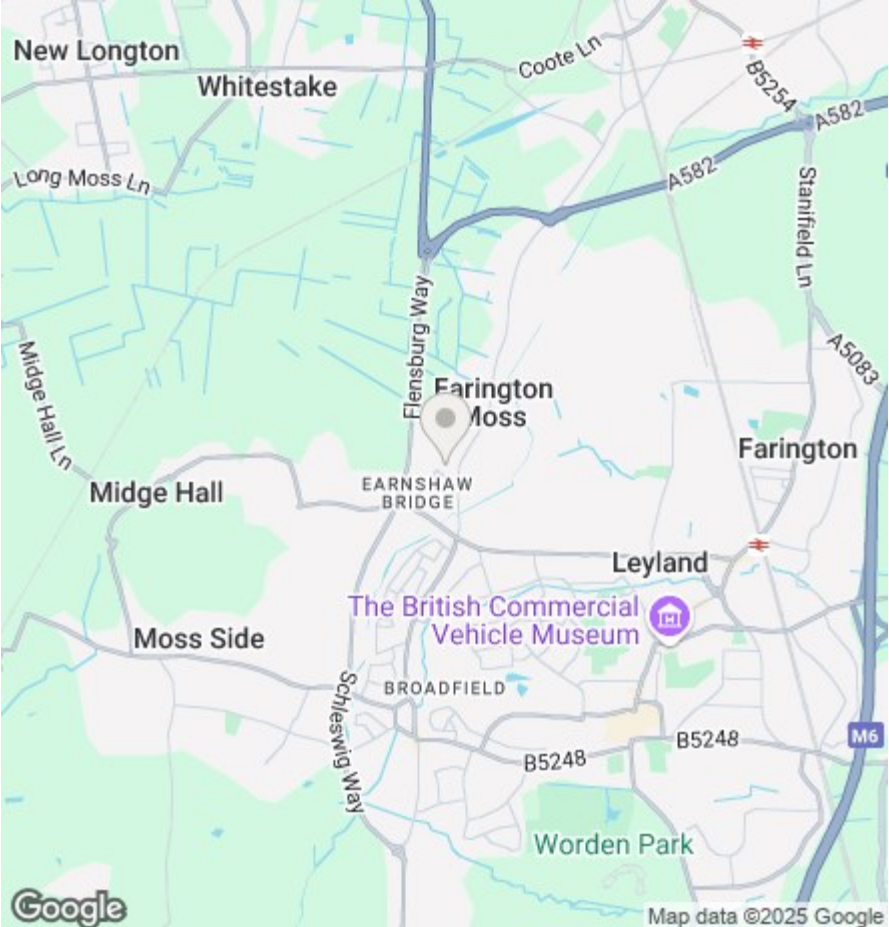 New Longton
Whitestake
Coote Ln
B5254
A582
Long Moss Ln
A582
Stanifield Ln
Flensburg Way
Midge Hall Ln
A5083
Farington
Moss
Farington
EARNSHAW
BRIDGE
Midge Hall
Leyland
The British Commercial
Vehicle Museum
Moss Side
BROADFIELD
Schleswig Way
M6
B5248
B5248
Worden Park
Google
Map data ©2025 Google